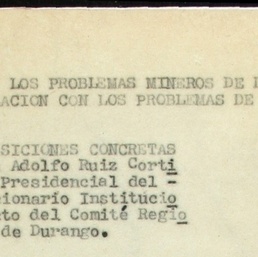 LOS PROBLEMAS MINEROS DE
ACION CON LOS PROBLEMAS DE
SICIONES CONCRETAS
Adolfo Ruiz Corti
Presidencial del -
cionario Institucio
to del Comité Regio
de Durango.